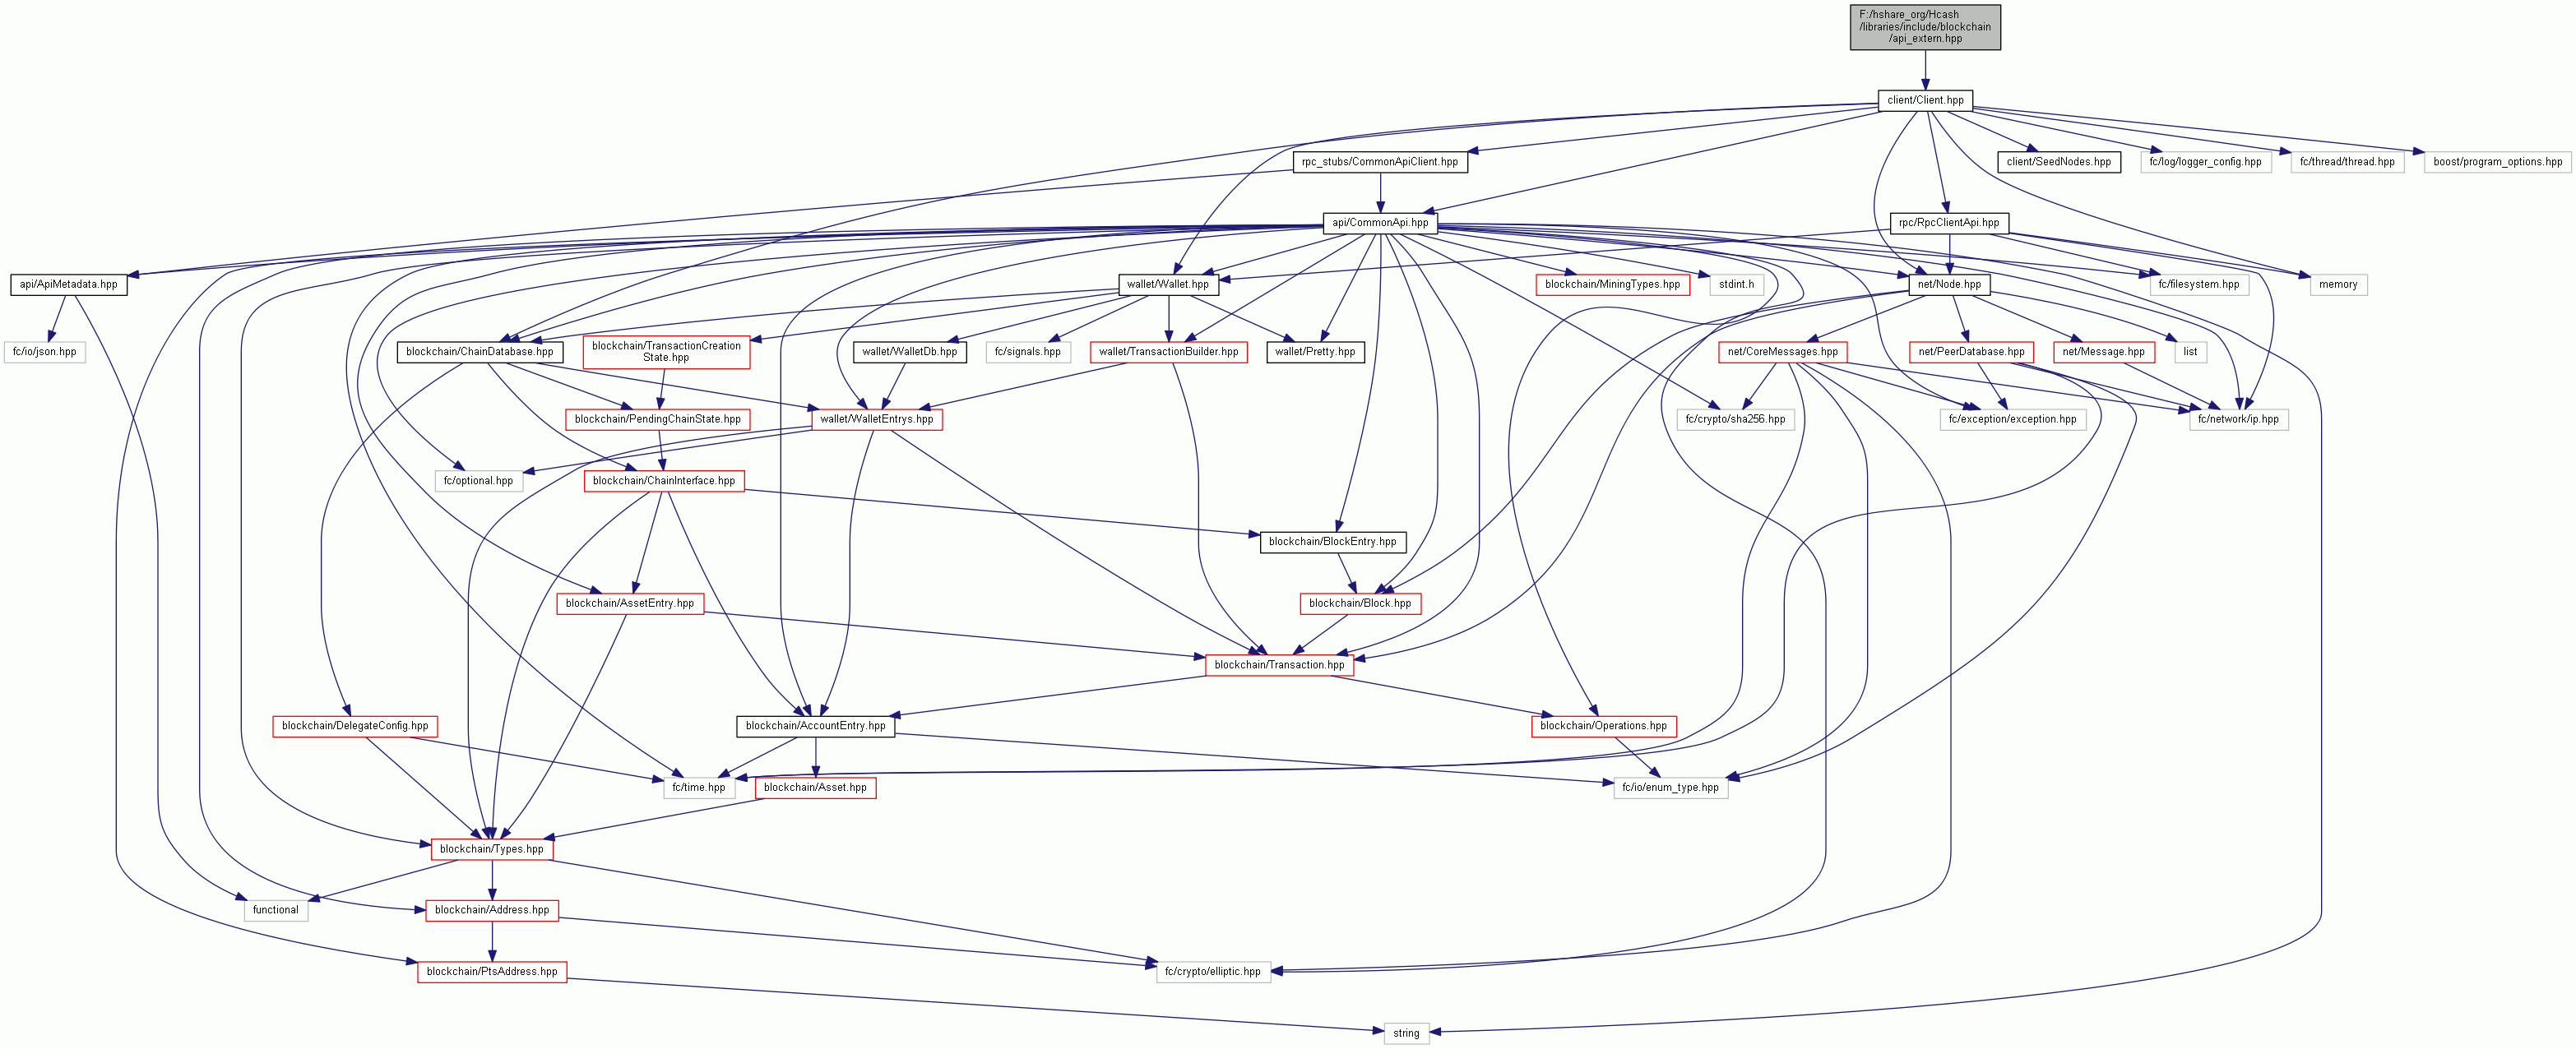 F:/hshare_org/Hcash
/libraries/include/blockchain
/api_extern.hpp
client/Client.hpp
rpc_stubs/CommonApiClient.hpp
client/SeedNodes.hpp
fc/log/logger_config.hpp
fc/thread/thread.hpp
boost/program_options.hpp
api/CommonApi.hpp
rpc/RpcClientApi.hpp
api/ApiMetadata.hpp
wallet/Wallet.hpp
blockchain/MiningTypes.hpp
stdint.h
net/Node.hpp
fc/filesystem.hpp
memory
fc/io/json.hpp
blockchain/ChainDatabase.hpp
blockchain/TransactionCreation
State.hpp
wallet/WalletDb.hpp
fc/signals.hpp
wallet/TransactionBuilder.hpp
wallet/Pretty.hpp
net/CoreMessages.hpp
net/PeerDatabase.hpp
net/Message.hpp
list
blockchain/PendingChainState.hpp
wallet/WalletEntrys.hpp
fc/crypto/sha256.hpp
fc/exception/exception.hpp
fc/network/ip.hpp
fc/optional.hpp
blockchain/ChainInterface.hpp
blockchain/BlockEntry.hpp
blockchain/AssetEntry.hpp
blockchain/Block.hpp
blockchain/Transaction.hpp
blockchain/DelegateConfig.hpp
blockchain/AccountEntry.hpp
blockchain/Operations.hpp
fc/time.hpp
blockchain/Asset.hpp
fc/io/enum_type.hpp
blockchain/Types.hpp
functional
blockchain/Address.hpp
blockchain/PtsAddress.hpp
fc/crypto/elliptic.hpp
string